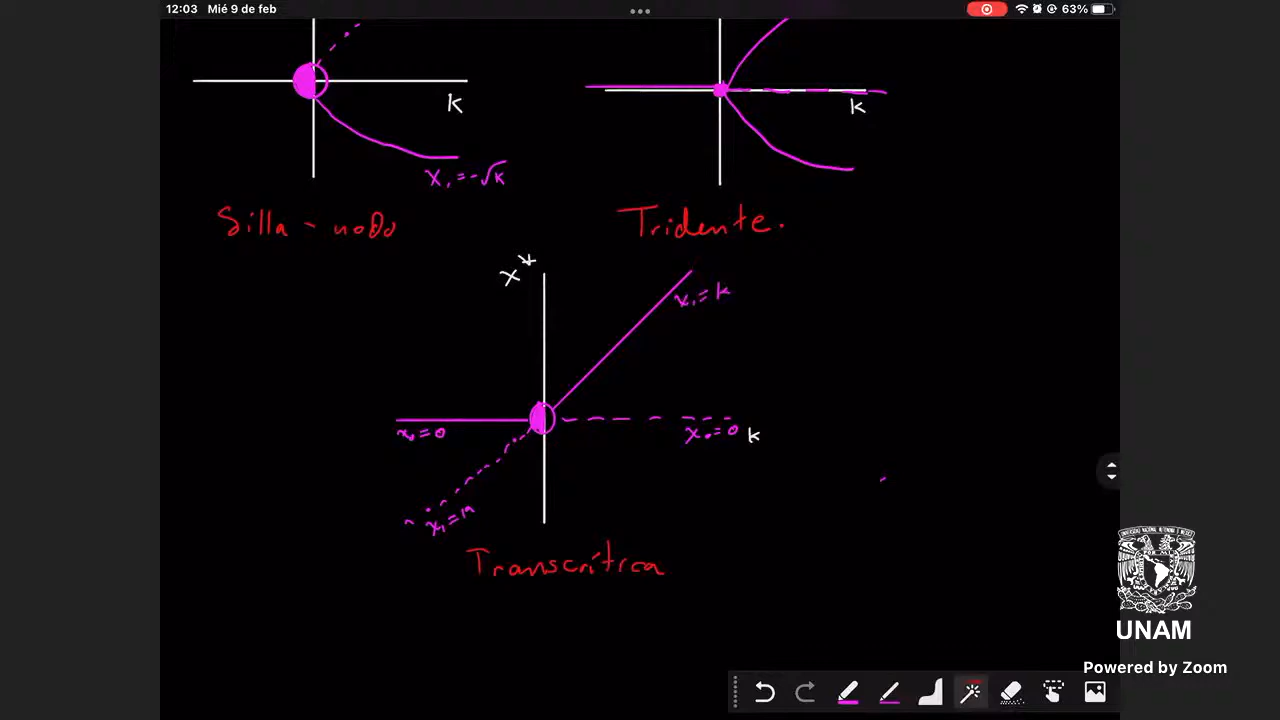 12:03 Mié 9 de feb
63%
k
k
x₁=-√k
Silla-nodo
Tridente.
x*
x₁=k
x₀=0
x₀=0
k
Transcrítica
UNAM
Powered by Zoom